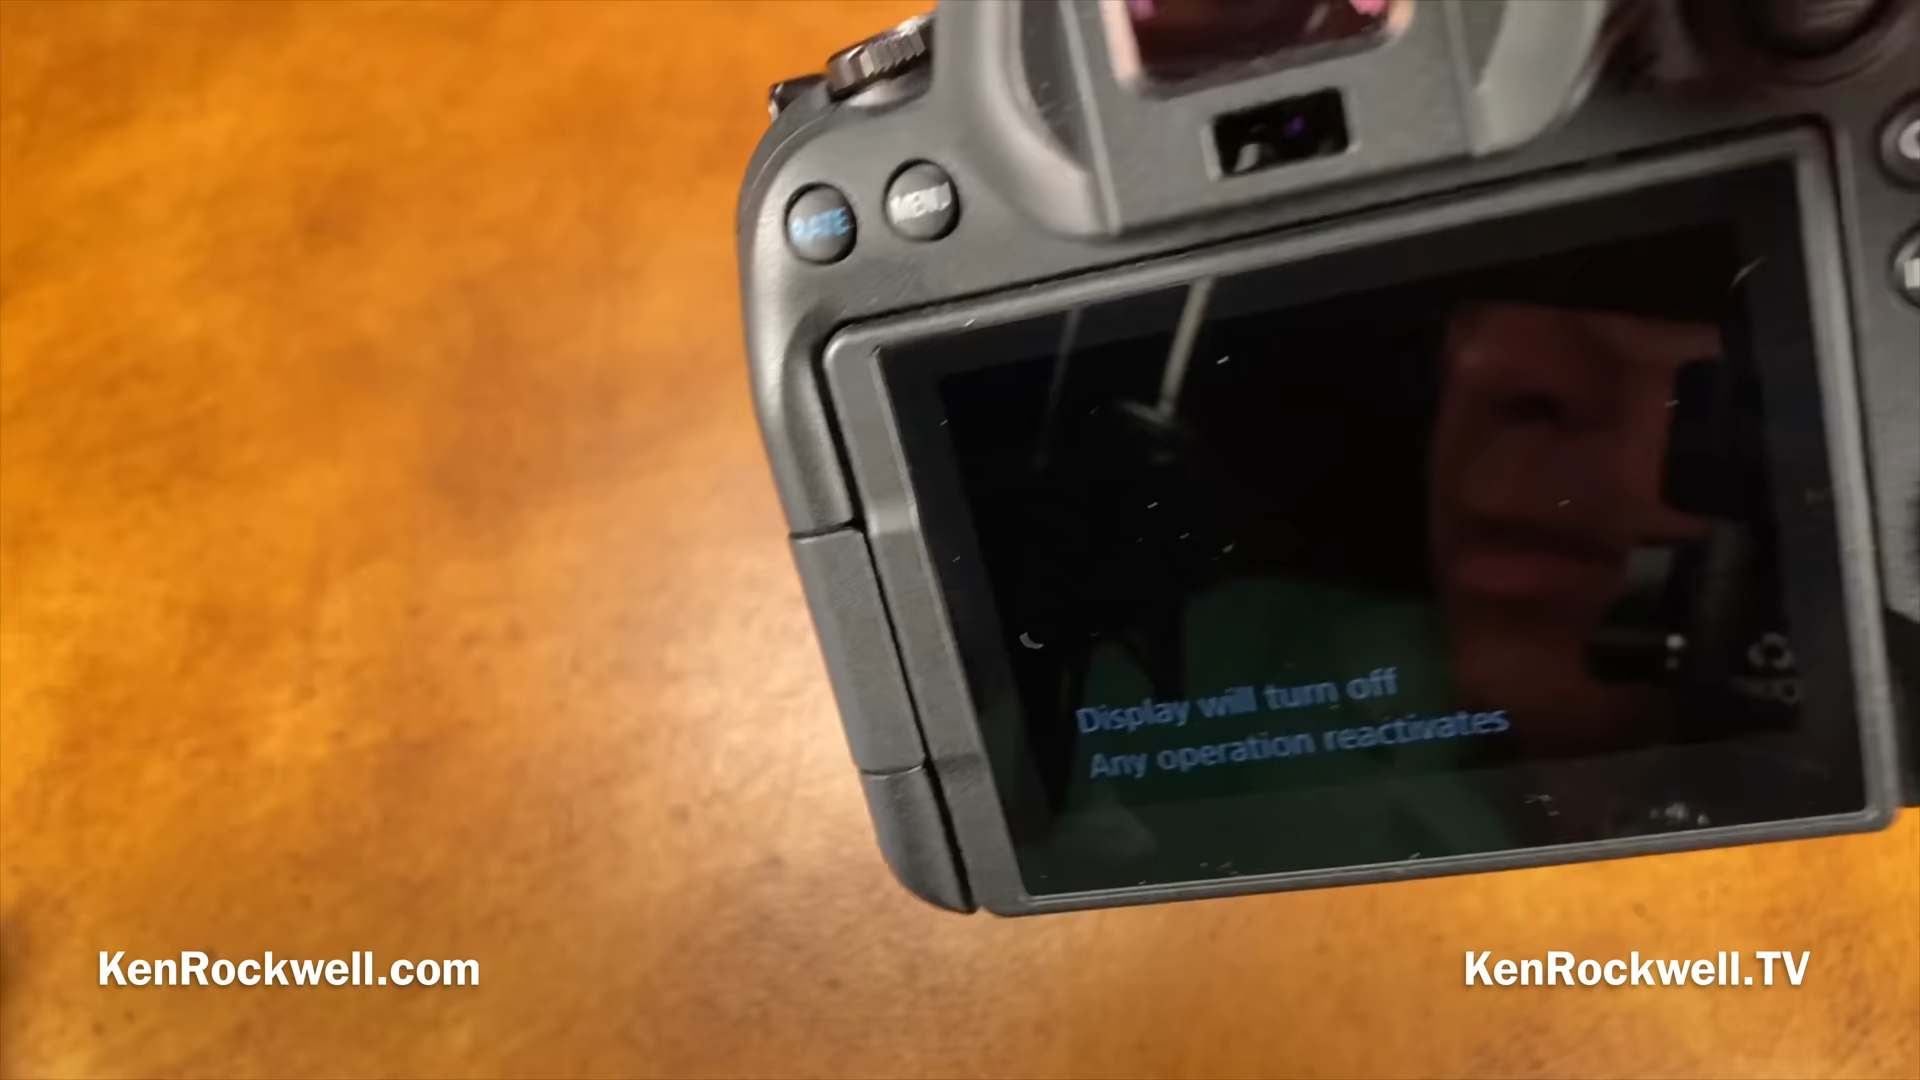 RATE
MENU
Display will turn off
Any operation reactivates
KenRockwell.com
KenRockwell.TV